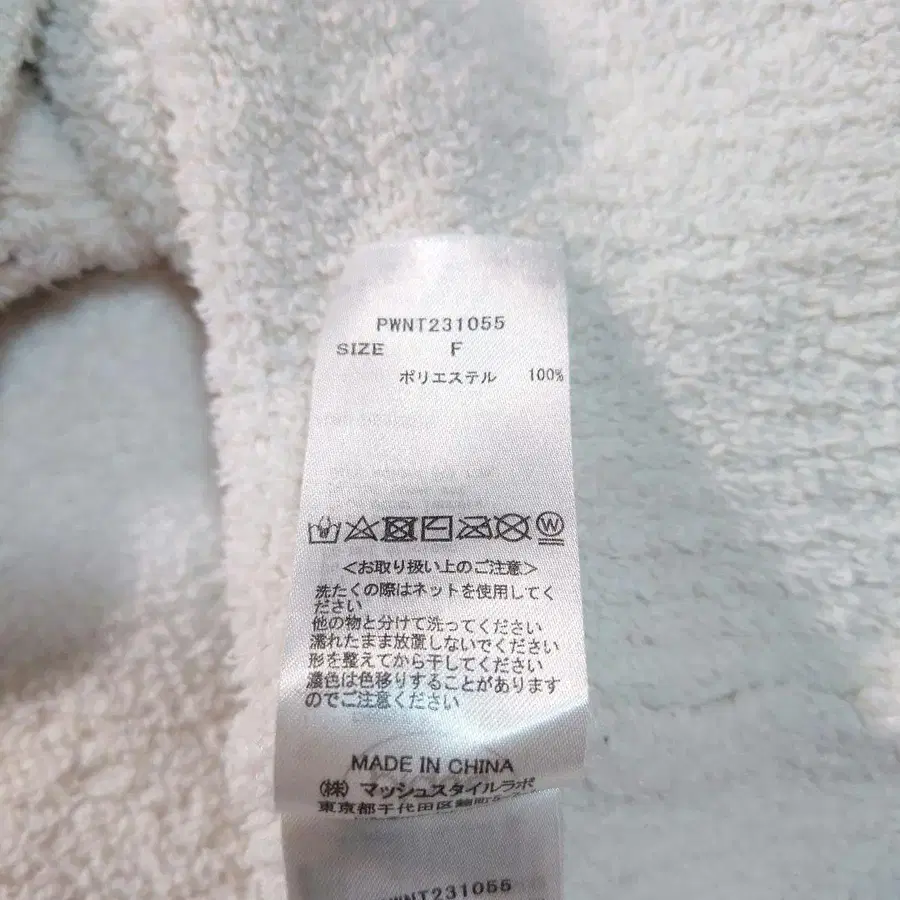 PWNT231055
SIZE F
ポリエステル 100%
W
<お取り扱い上のご注意>
洗たくの際はネットを使用してく
ださい
他の物と分けて洗ってください
濡れたまま放置しないでください
形を整えてから干してください
濃色は色移りすることがあります
のでご注意ください
MADE IN CHINA
(株) マッシュスタイルラボ
東京都千代田区麹町5
PWNT231055